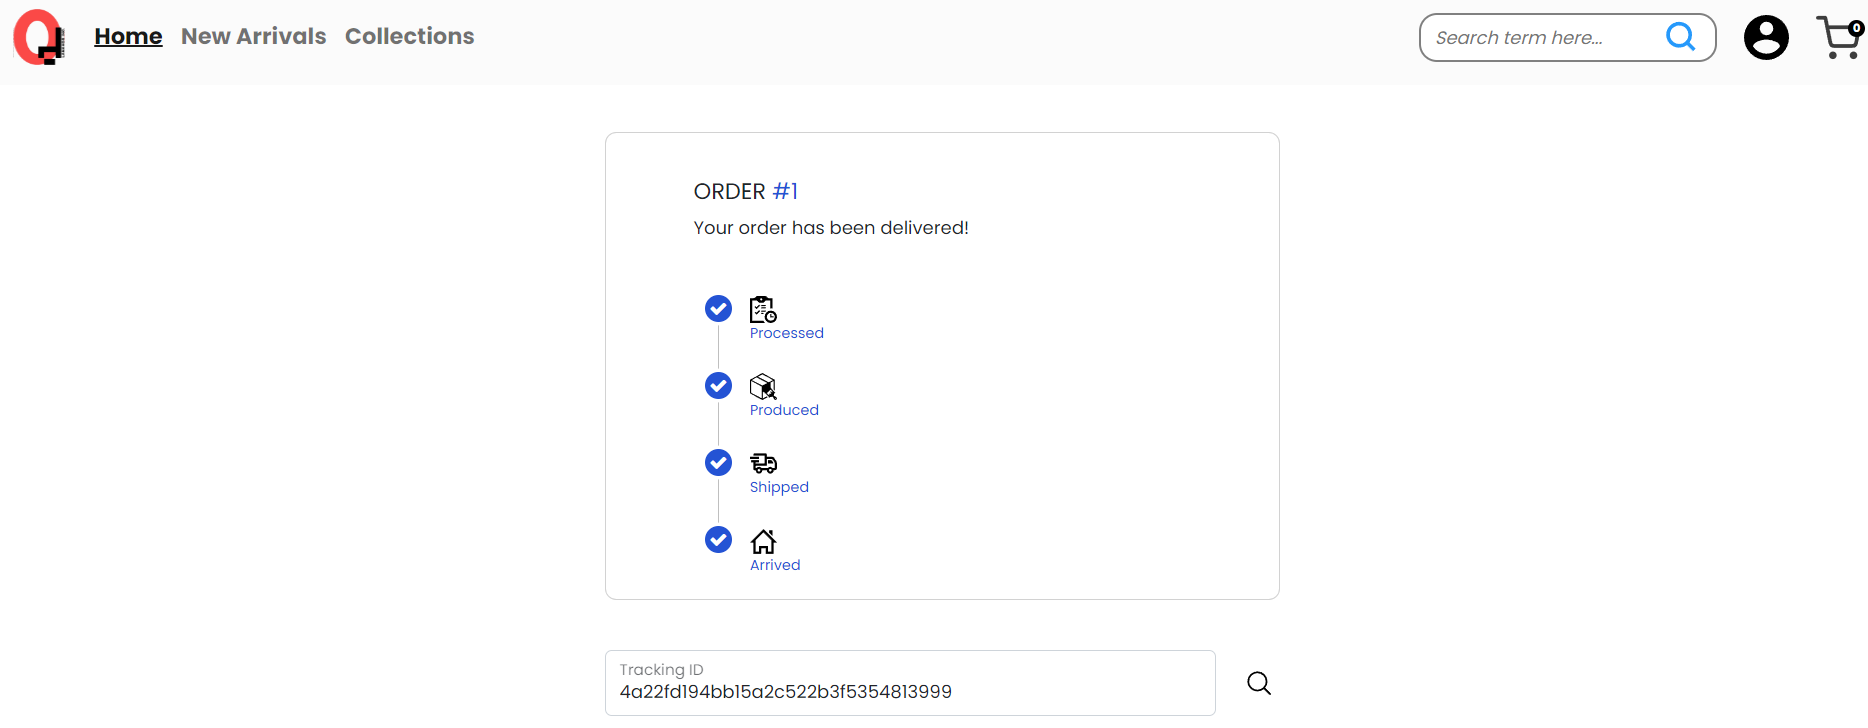 Home New Arrivals Collections
Search term here...
0
ORDER #1
Your order has been delivered!
Processed
Produced
Shipped
Arrived
Tracking ID
4a22fd194bb15a2c522b3f5354813999